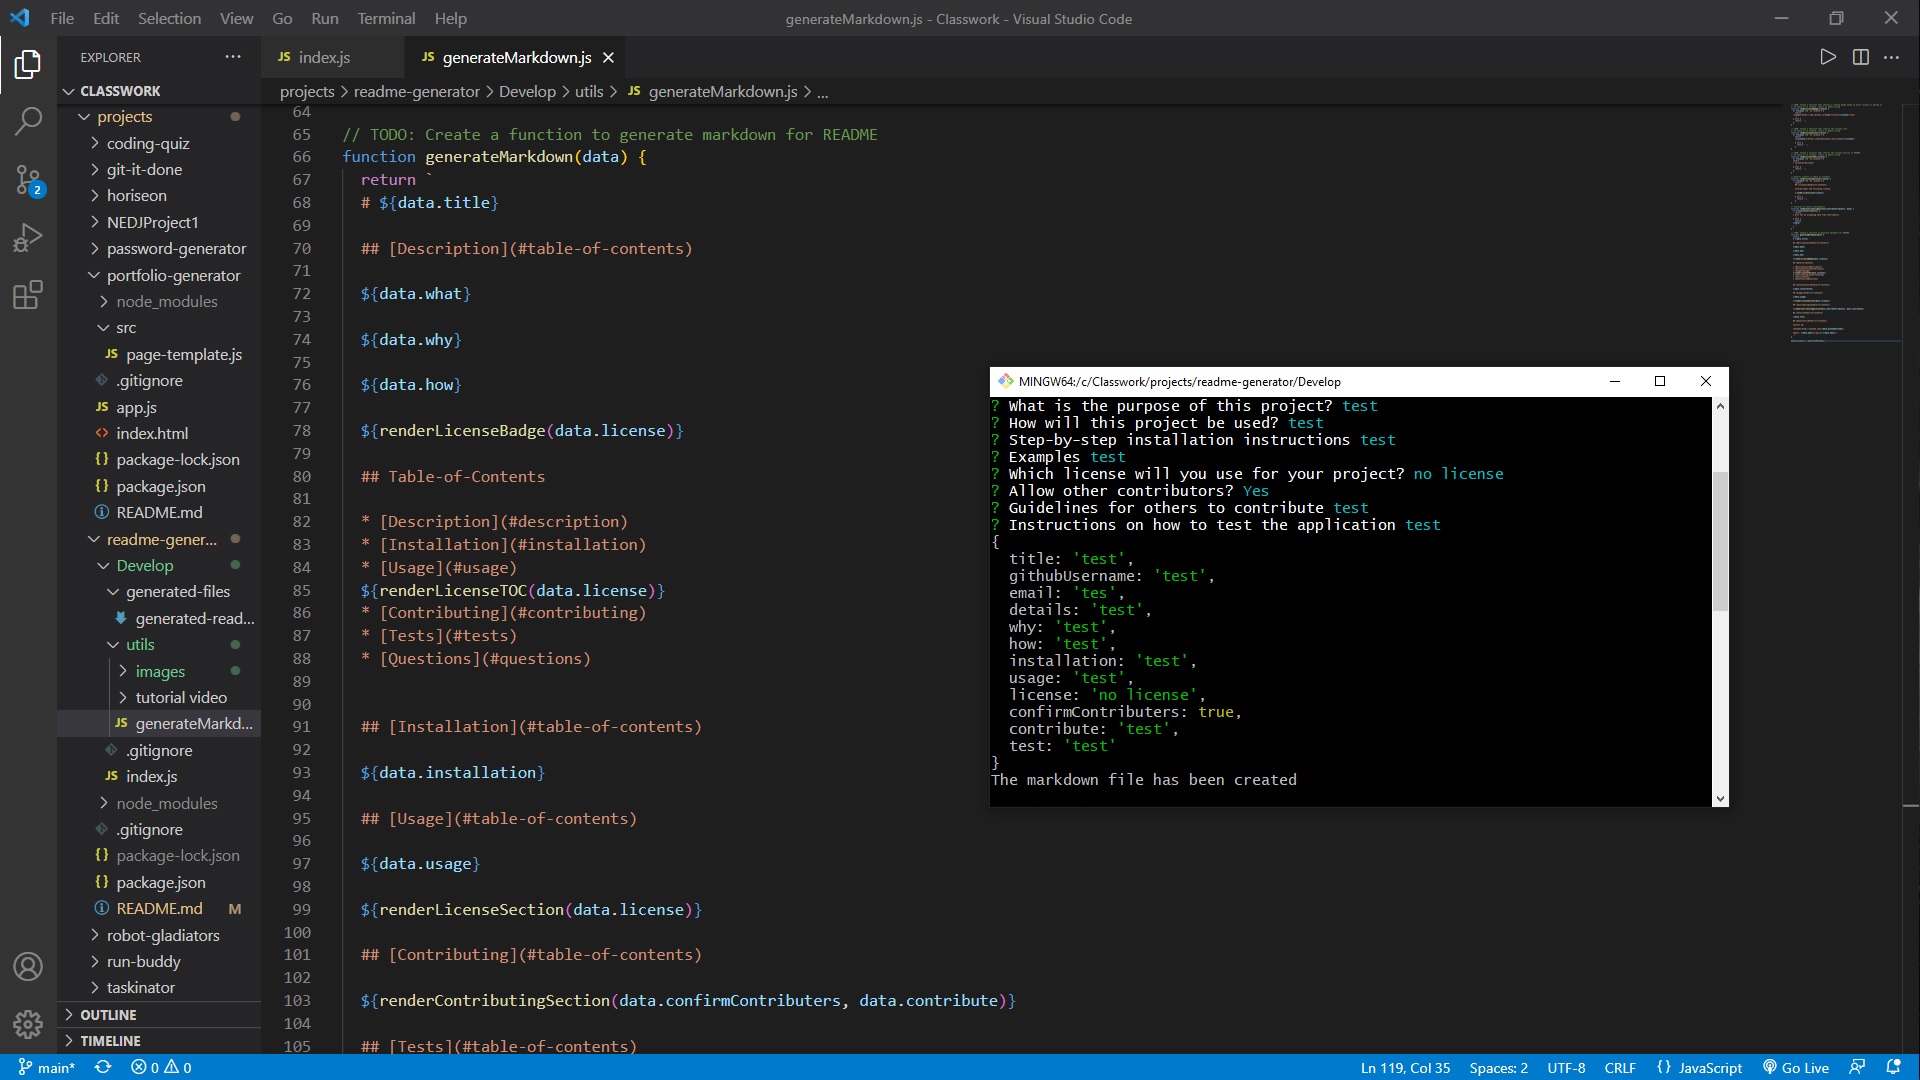 File Edit Selection View Go Run Terminal Help
generateMarkdown.js - Classwork - Visual Studio Code
EXPLORER
CLASSWORK
projects
coding-quiz
git-it-done
horiseon
NEDJProject1
password-generator
portfolio-generator
node_modules
src
JS page-template.js
.gitignore
JS app.js
<> index.html
{} package-lock.json
{} package.json
README.md
readme-gener...
Develop
generated-files
generated-read...
utils
images
tutorial video
JS generateMarkd...
.gitignore
JS index.js
node_modules
.gitignore
{} package-lock.json
{} package.json
README.md M
robot-gladiators
run-buddy
taskinator
OUTLINE
TIMELINE
2
JS index.js
JS generateMarkdown.js
projects > readme-generator > Develop > utils > JS generateMarkdown.js > ...
64
65 // TODO: Create a function to generate markdown for README
66 function generateMarkdown(data) {
67 return `
68 # ${data.title}
69
70 ## [Description](#table-of-contents)
71
72 ${data.what}
73
74 ${data.why}
75
76 ${data.how}
77
78 ${renderLicenseBadge(data.license)}
79
80 ## Table-of-Contents
81
82 * [Description](#description)
83 * [Installation](#installation)
84 * [Usage](#usage)
85 ${renderLicenseTOC(data.license)}
86 * [Contributing](#contributing)
87 * [Tests](#tests)
88 * [Questions](#questions)
89
90
91 ## [Installation](#table-of-contents)
92
93 ${data.installation}
94
95 ## [Usage](#table-of-contents)
96
97 ${data.usage}
98
99 ${renderLicenseSection(data.license)}
100
101 ## [Contributing](#table-of-contents)
102
103 ${renderContributingSection(data.confirmContributers, data.contribute)}
104
105 ## [Tests](#table-of-contents)
MINGW64:/c/Classwork/projects/readme-generator/Develop
? What is the purpose of this project? test
? How will this project be used? test
? Step-by-step installation instructions test
? Examples test
? Which license will you use for your project? no license
? Allow other contributors? Yes
? Guidelines for others to contribute test
? Instructions on how to test the application test
{
title: 'test',
githubUsername: 'test',
email: 'tes',
details: 'test',
why: 'test',
how: 'test',
installation: 'test',
usage: 'test',
license: 'no license',
confirmContributers: true,
contribute: 'test',
test: 'test'
}
The markdown file has been created
main* 0 0
Ln 119, Col 35 Spaces: 2 UTF-8 CRLF {} JavaScript Go Live